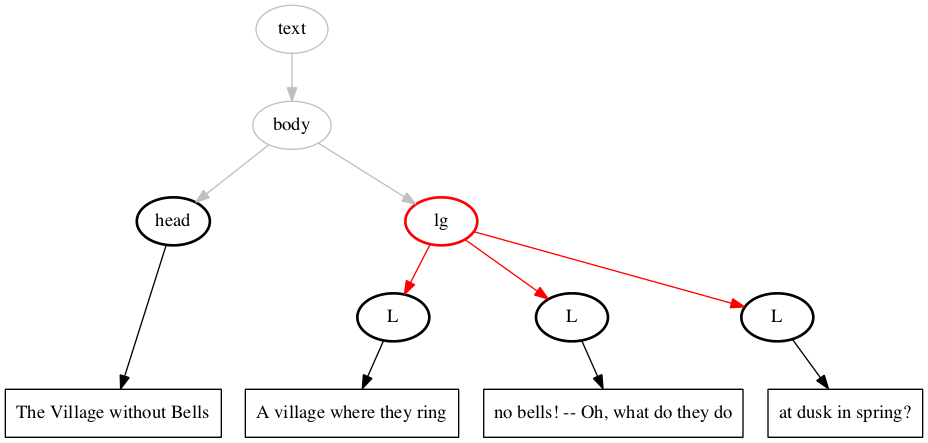 text
body
head
lg
L
L
L
The Village without Bells
A village where they ring
no bells! -- Oh, what do they do
at dusk in spring?